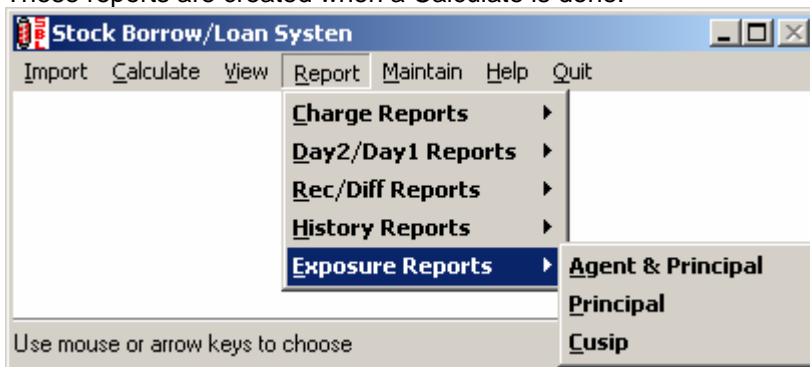 These reports are created when a Calculate is done.
Stock Borrow/Loan Systen
Import Calculate View Report Maintain Help Quit
Charge Reports
Day2/Day1 Reports
Rec/Diff Reports
History Reports
Exposure Reports
Agent & Principal
Principal
Cusip
Use mouse or arrow keys to choose